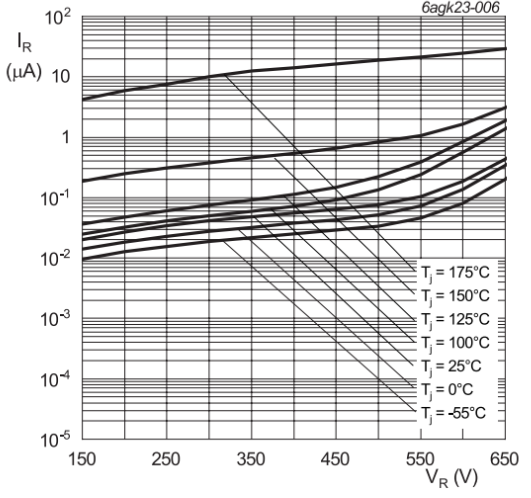 6agk23-006
I_R
(μA)
10²
10
1
10⁻¹
10⁻²
10⁻³
10⁻⁴
10⁻⁵
T_j = 175°C
T_j = 150°C
T_j = 125°C
T_j = 100°C
T_j = 25°C
T_j = 0°C
T_j = -55°C
150 250 350 450 550 650
V_R (V)